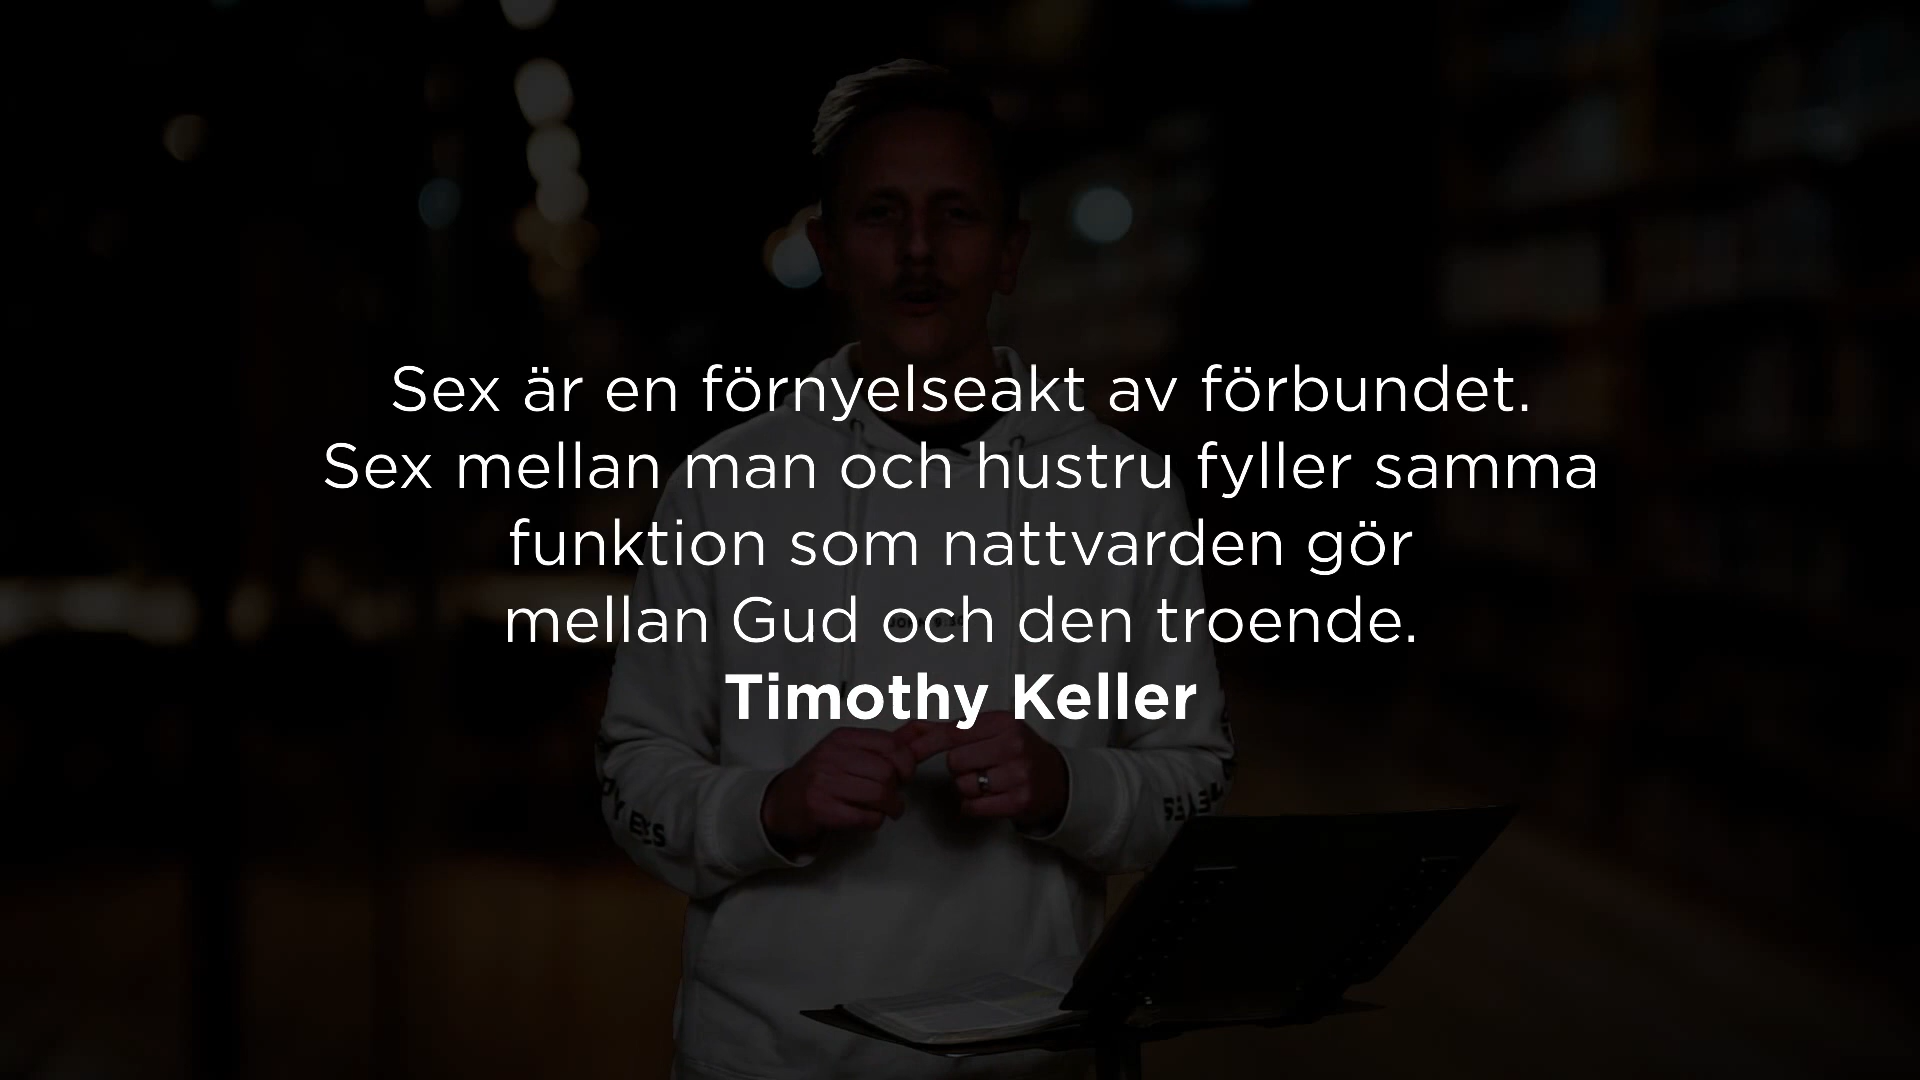 Sex är en förnyelseakt av förbundet.
Sex mellan man och hustru fyller samma
funktion som nattvarden gör
mellan Gud och den troende.
Timothy Keller